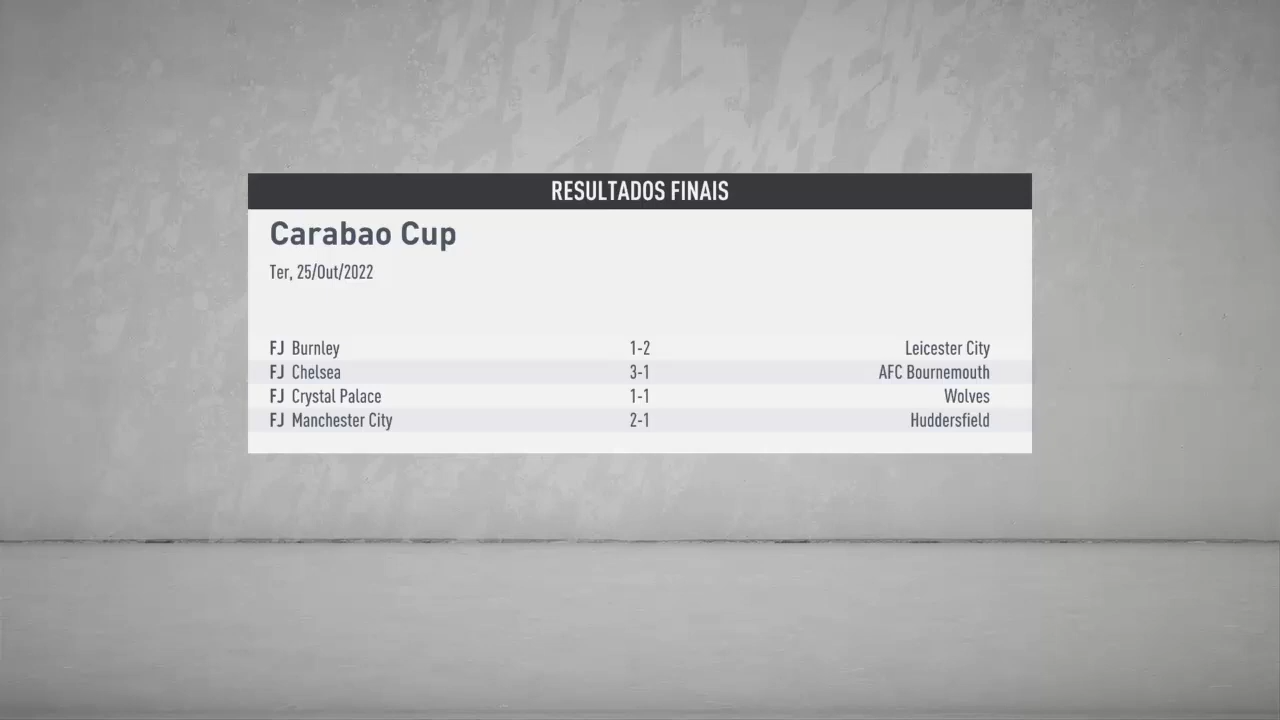 RESULTADOS FINAIS
Carabao Cup
Ter, 25/Out/2022
FJ Burnley 1-2 Leicester City
FJ Chelsea 3-1 AFC Bournemouth
FJ Crystal Palace 1-1 Wolves
FJ Manchester City 2-1 Huddersfield